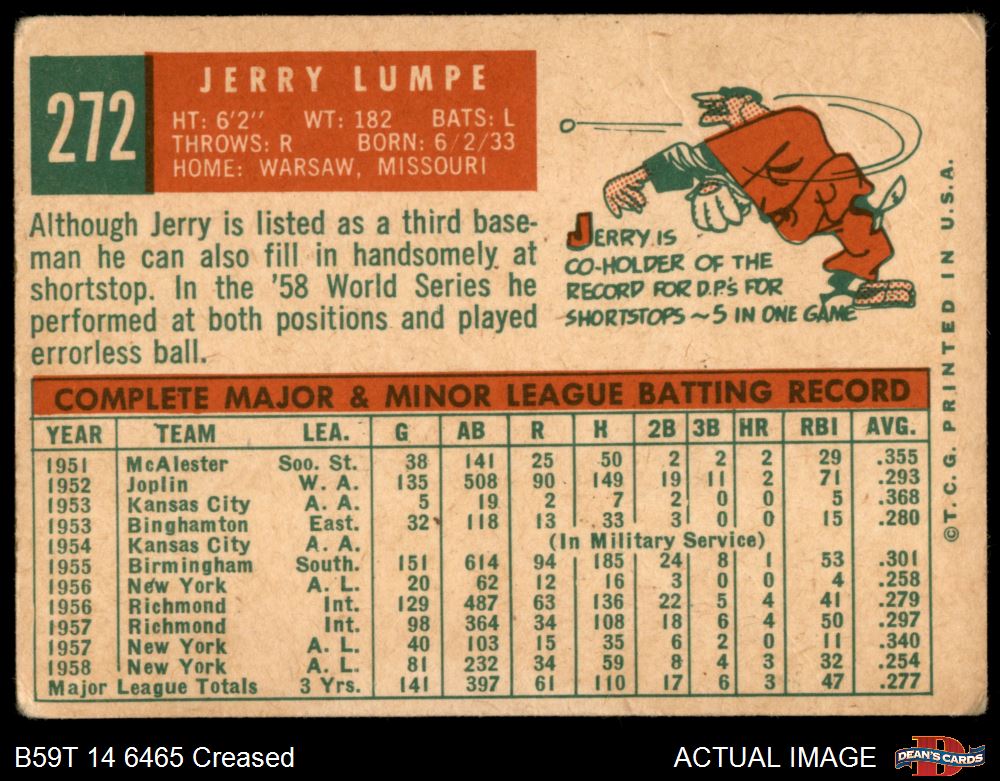 272
JERRY LUMPE
HT: 6'2" WT: 182 BATS: L
THROWS: R BORN: 6/2/33
HOME: WARSAW, MISSOURI
Although Jerry is listed as a third base-
man he can also fill in handsomely at
shortstop. In the '58 World Series he
performed at both positions and played
errorless ball.
JERRY IS
CO-HOLDER OF THE
RECORD FOR D.P.'s FOR
SHORTSTOPS ~ 5 IN ONE GAME
COMPLETE MAJOR & MINOR LEAGUE BATTING RECORD
YEAR TEAM LEA. G AB R H 2B 3B HR RBI AVG.
1951 McAlester Soo. St. 38 141 25 50 2 2 2 29 .355
1952 Joplin W. A. 135 508 90 149 19 11 2 71 .293
1953 Kansas City A. A. 5 19 2 7 2 0 0 5 .368
1953 Binghamton East. 32 118 13 33 3 0 0 15 .280
1954 Kansas City A. A. (In Military Service)
1955 Birmingham South. 151 614 94 185 24 8 1 53 .301
1956 New York A. L. 20 62 12 16 3 0 0 4 .258
1956 Richmond Int. 129 487 63 136 22 5 4 41 .279
1957 Richmond Int. 98 364 34 108 18 6 4 50 .297
1957 New York A. L. 40 103 15 35 6 2 0 11 .340
1958 New York A. L. 81 232 34 59 8 4 3 32 .254
Major League Totals 3 Yrs. 141 397 61 110 17 6 3 47 .277
©T. C. G. PRINTED IN U.S.A.
B59T 14 6465 Creased
ACTUAL IMAGE
D
DEAN'S CARDS